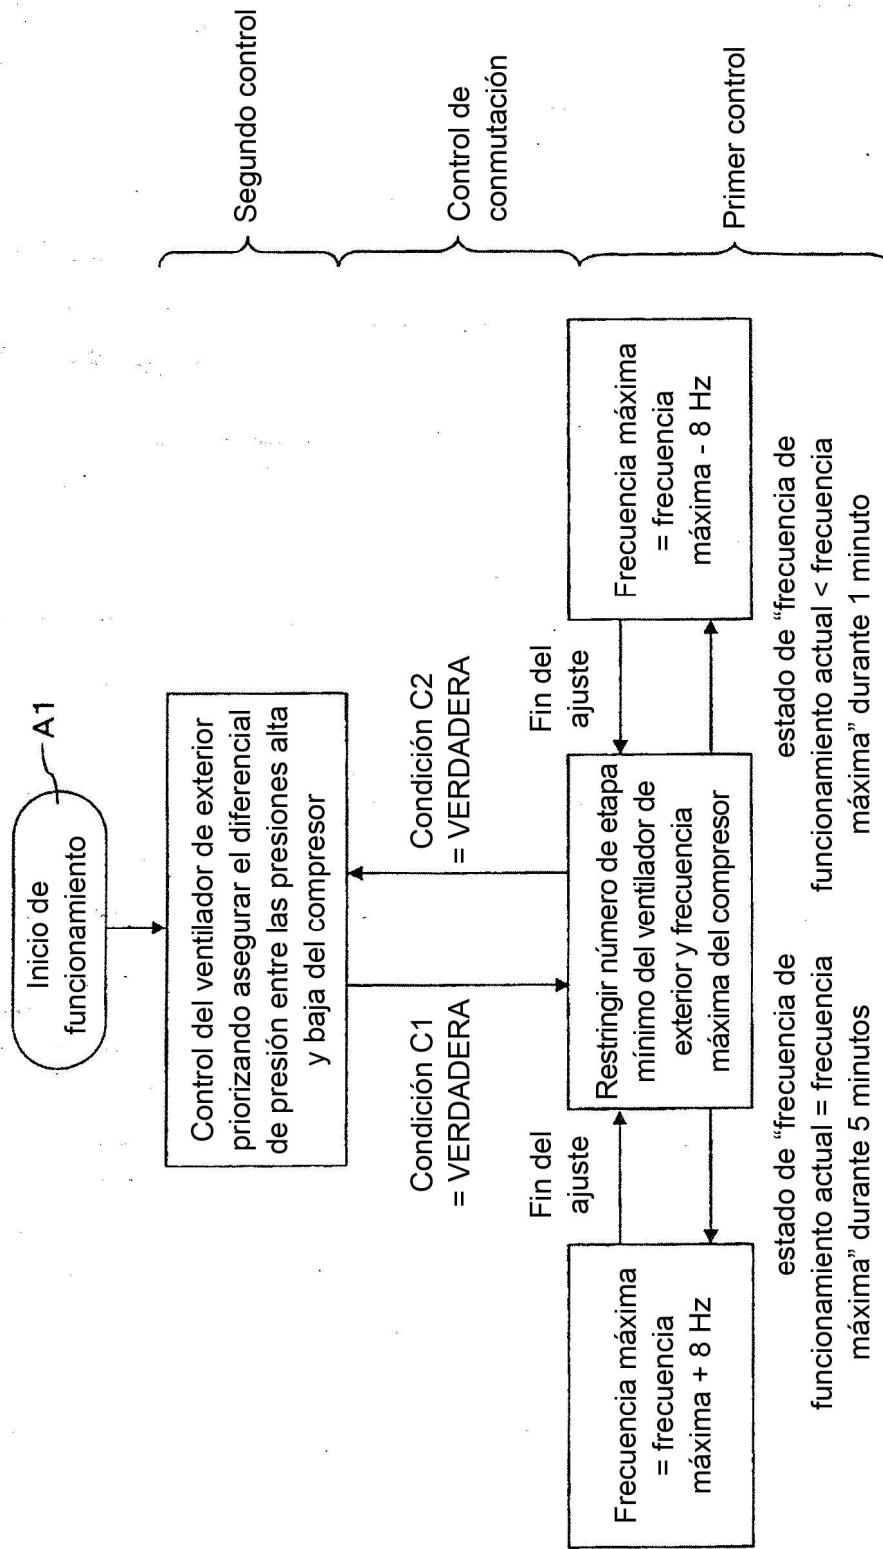 Inicio de
funcionamiento
A1
Control del ventilador de exterior
priorizando asegurar el diferencial
de presión entre las presiones alta
y baja del compresor
Segundo control
Condición C1
= VERDADERA
Condición C2
= VERDADERA
Control de
conmutación
Frecuencia máxima
= frecuencia
máxima + 8 Hz
Fin del
ajuste
Restringir número de etapa
mínimo del ventilador de
exterior y frecuencia
máxima del compresor
Fin del
ajuste
Frecuencia máxima
= frecuencia
máxima - 8 Hz
Primer control
estado de “frecuencia de
funcionamiento actual = frecuencia
máxima” durante 5 minutos
estado de “frecuencia de
funcionamiento actual < frecuencia
máxima” durante 1 minuto